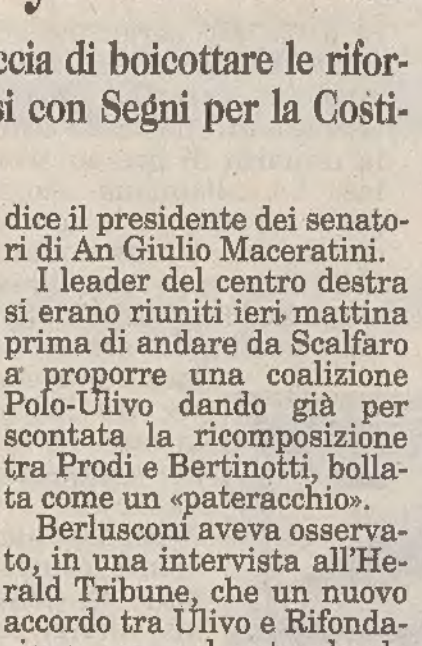 ccia di boicottare le rifor-
si con Segni per la Costi-
dice il presidente dei senato-
ri di An Giulio Maceratini.
I leader del centro destra
si erano riuniti ieri mattina
prima di andare da Scalfaro
a proporre una coalizione
Polo-Ulivo dando già per
scontata la ricomposizione
tra Prodi e Bertinotti, bolla-
ta come un «pateracchio».
Berlusconi aveva osserva-
to, in una intervista all'He-
rald Tribune, che un nuovo
accordo tra Ulivo e Rifonda-